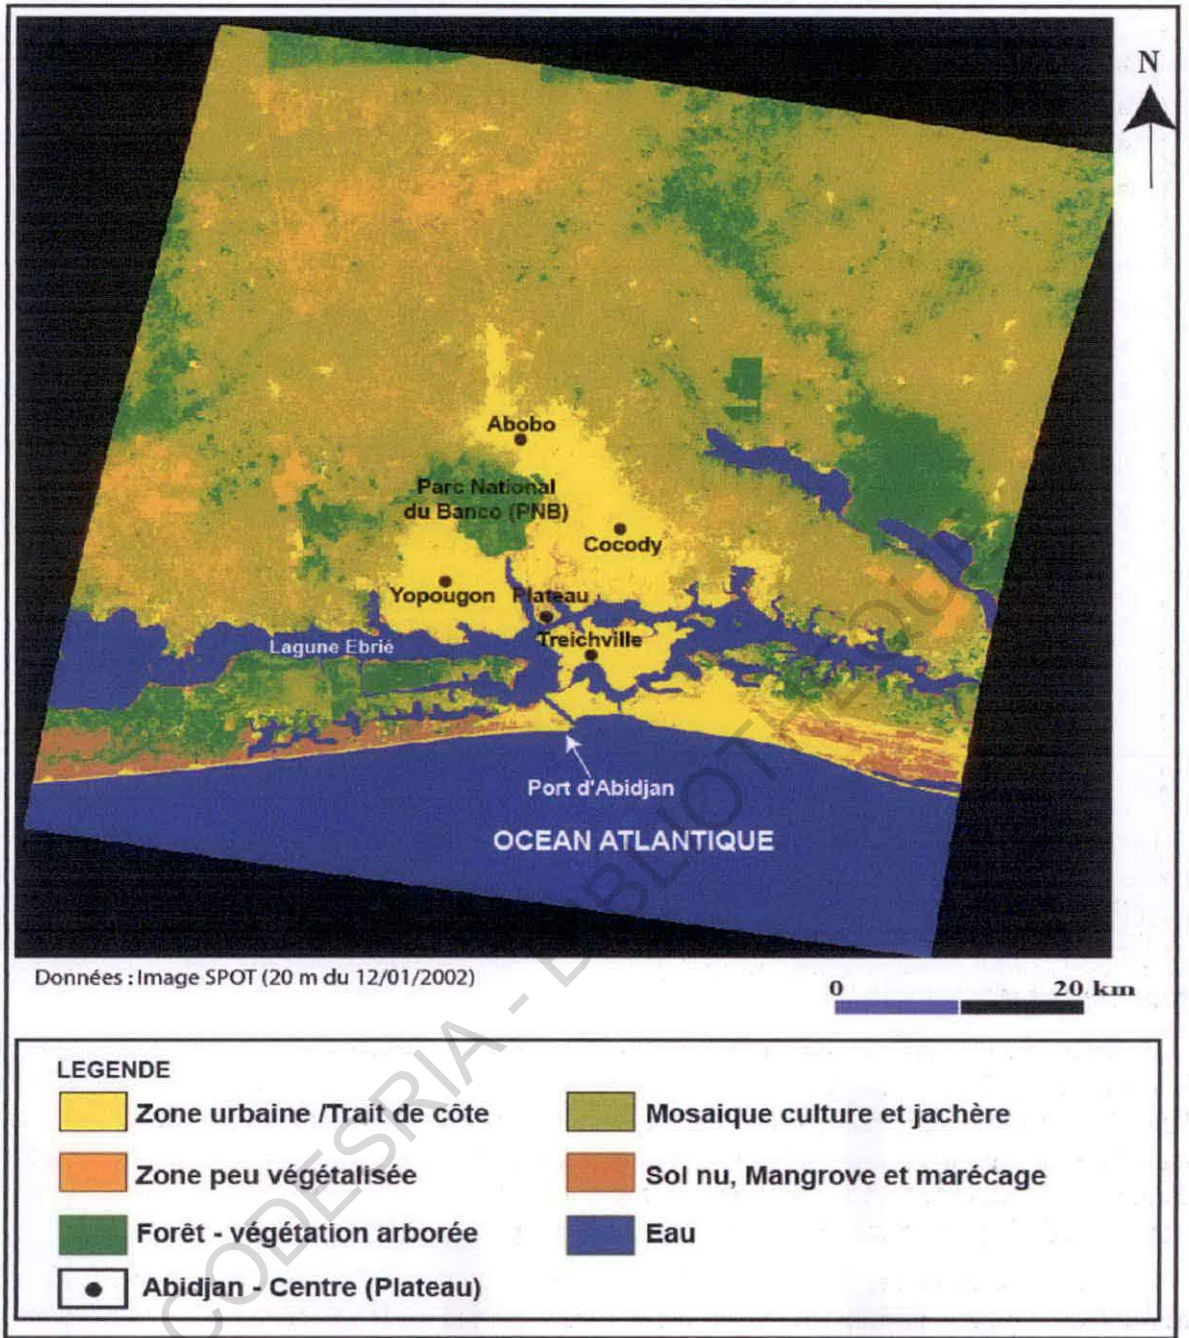 N
Abobo
Parc National
du Banco (PNB)
Cocody
Yopougon
Plateau
Treichville
Lagune Ebrié
Port d'Abidjan
OCEAN ATLANTIQUE
Données : Image SPOT (20 m du 12/01/2002)
0 20 km
LEGENDE
Zone urbaine /Trait de côte
Mosaique culture et jachère
Zone peu végétalisée
Sol nu, Mangrove et marécage
Forêt - végétation arborée
Eau
Abidjan - Centre (Plateau)
CODESRIA - BIBLIOTHEQUE